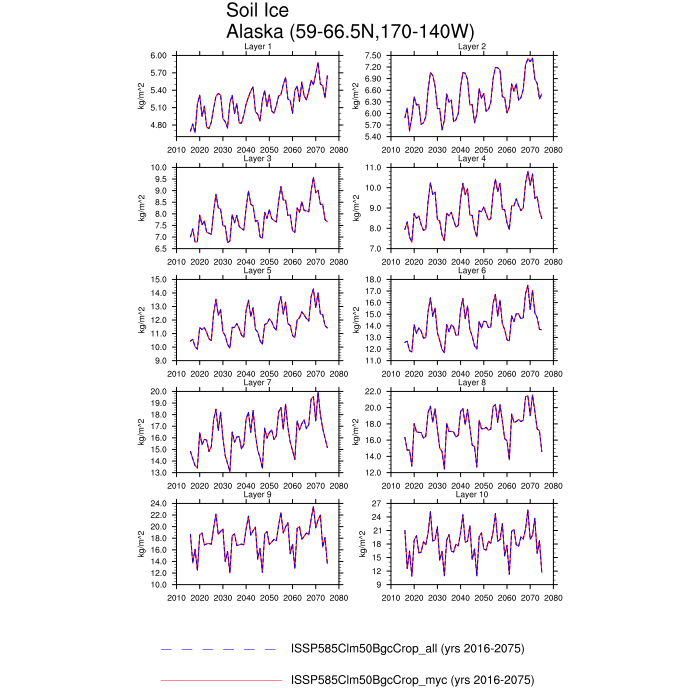 Soil Ice
Alaska (59-66.5N,170-140W)
Layer 1
Layer 2
6.00
5.70
5.40
5.10
4.80
kg/m^2
2010 2020 2030 2040 2050 2060 2070 2080
7.50
7.20
6.90
6.60
6.30
6.00
5.70
5.40
kg/m^2
2010 2020 2030 2040 2050 2060 2070 2080
Layer 3
Layer 4
10.0
9.5
9.0
8.5
8.0
7.5
7.0
6.5
kg/m^2
2010 2020 2030 2040 2050 2060 2070 2080
11.0
10.0
9.0
8.0
7.0
kg/m^2
2010 2020 2030 2040 2050 2060 2070 2080
Layer 5
Layer 6
15.0
14.0
13.0
12.0
11.0
10.0
9.0
kg/m^2
2010 2020 2030 2040 2050 2060 2070 2080
18.0
17.0
16.0
15.0
14.0
13.0
12.0
11.0
kg/m^2
2010 2020 2030 2040 2050 2060 2070 2080
Layer 7
Layer 8
20.0
19.0
18.0
17.0
16.0
15.0
14.0
13.0
kg/m^2
2010 2020 2030 2040 2050 2060 2070 2080
22.0
20.0
18.0
16.0
14.0
12.0
kg/m^2
2010 2020 2030 2040 2050 2060 2070 2080
Layer 9
Layer 10
24.0
22.0
20.0
18.0
16.0
14.0
12.0
10.0
kg/m^2
2010 2020 2030 2040 2050 2060 2070 2080
27
24
21
18
15
12
9
kg/m^2
2010 2020 2030 2040 2050 2060 2070 2080
ISSP585Clm50BgcCrop_all (yrs 2016-2075)
ISSP585Clm50BgcCrop_myc (yrs 2016-2075)